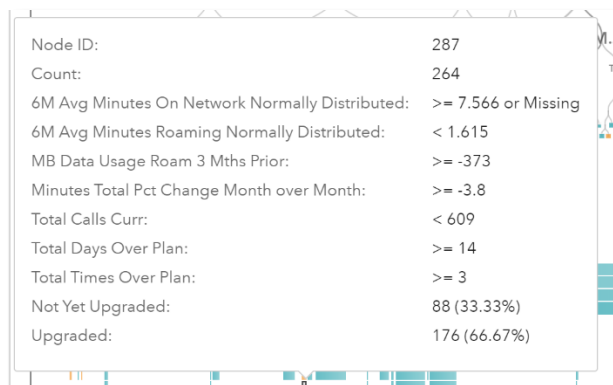 Node ID: 287
Count: 264
6M Avg Minutes On Network Normally Distributed: >= 7.566 or Missing
6M Avg Minutes Roaming Normally Distributed: < 1.615
MB Data Usage Roam 3 Mths Prior: >= -373
Minutes Total Pct Change Month over Month: >= -3.8
Total Calls Curr: < 609
Total Days Over Plan: >= 14
Total Times Over Plan: >= 3
Not Yet Upgraded: 88 (33.33%)
Upgraded: 176 (66.67%)